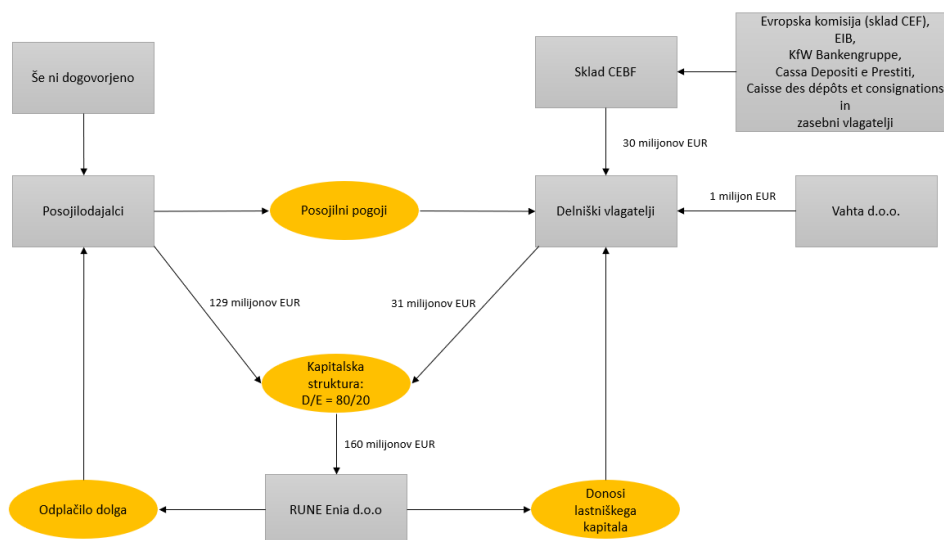 Evropska komisija (sklad CEF),
EIB,
KfW Bankengruppe,
Cassa Depositi e Prestiti,
Caisse des dépôts et consignations
in
zasebni vlagatelji
Še ni dogovorjeno
Sklad CEBF
30 milijonov EUR
Posojilodajalci
Posojilni pogoji
Delniški vlagatelji
1 milijon EUR
Vahta d.o.o.
129 milijonov EUR
31 milijonov EUR
Kapitalska
struktura:
D/E = 80/20
160 milijonov EUR
Odplačilo dolga
RUNE Enia d.o.o
Donosi
lastniškega
kapitala